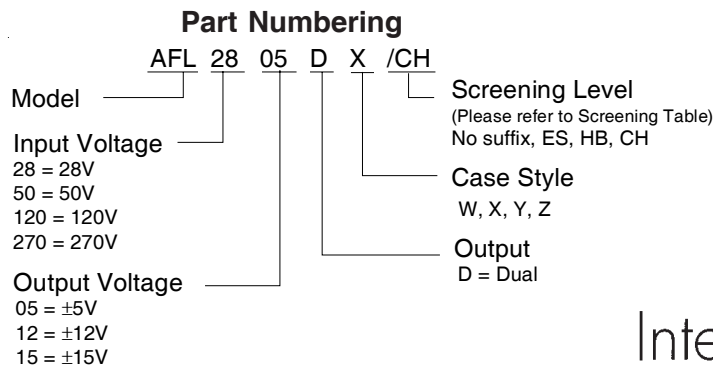 Part Numbering
AFL 28 05 D X /CH
Model
Input Voltage
28 = 28V
50 = 50V
120 = 120V
270 = 270V
Output Voltage
05 = ±5V
12 = ±12V
15 = ±15V
Screening Level
(Please refer to Screening Table)
No suffix, ES, HB, CH
Case Style
W, X, Y, Z
Output
D = Dual